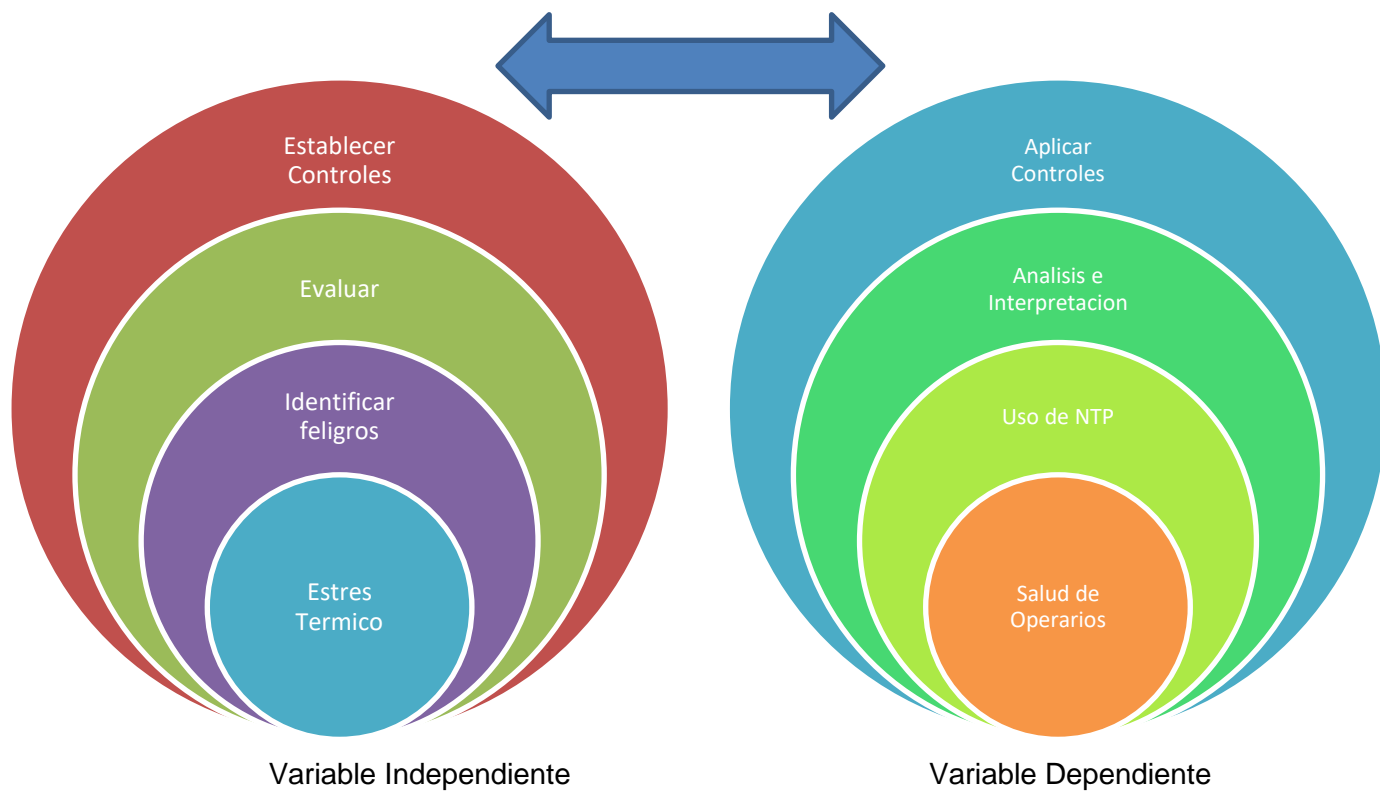 Establecer
Controles
Evaluar
Identificar
feligros
Estres
Termico
Variable Independiente
Aplicar
Controles
Analisis e
Interpretacion
Uso de NTP
Salud de
Operarios
Variable Dependiente